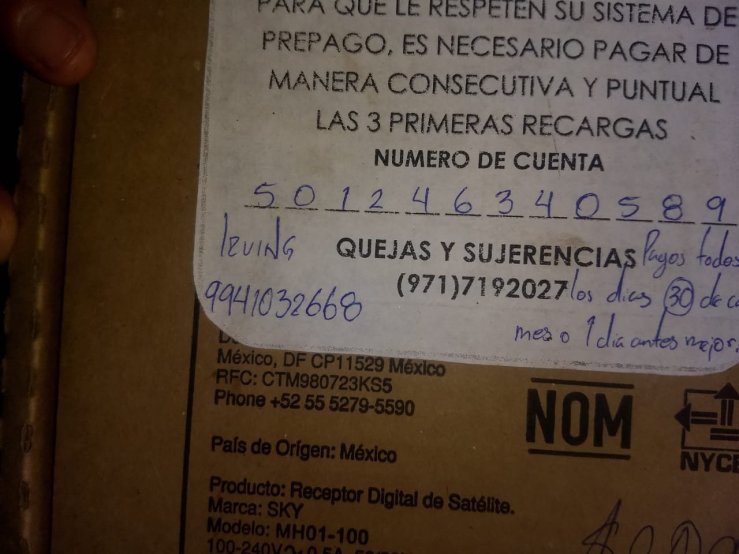 PARA QUE LE RESPETEN SU SISTEMA DE
PREPAGO, ES NECESARIO PAGAR DE
MANERA CONSECUTIVA Y PUNTUAL
LAS 3 PRIMERAS RECARGAS
NUMERO DE CUENTA
501246340589
IRVING
9941032668
QUEJAS Y SUJERENCIAS
(971)7192027
Pagos todos
los dias 30 de
mes o 1 dia antes mejor.
México, DF CP11529 México
RFC: CTM980723KS5
Phone +52 55 5279-5590
País de Orígen: México
Producto: Receptor Digital de Satélite.
Marca: SKY
Modelo: MH01-100
NOM
NYCE